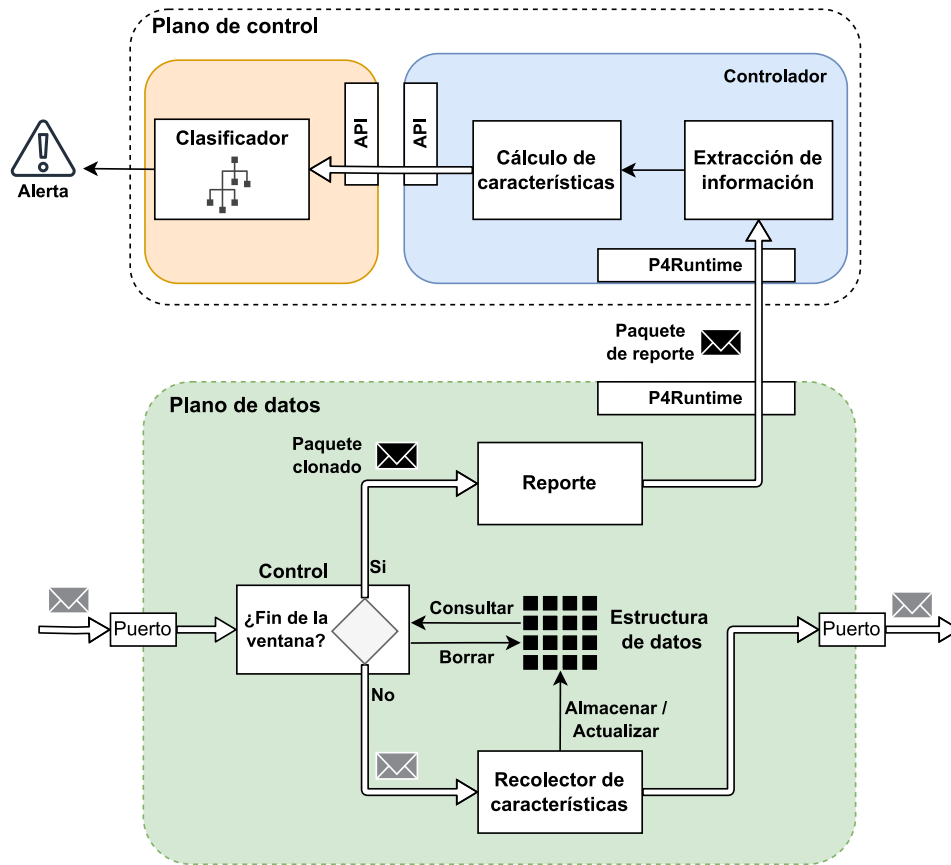 Plano de control
Controlador
API
API
Clasificador
Cálculo de
características
Extracción de
información
Alerta
P4Runtime
Paquete
de reporte
P4Runtime
Plano de datos
Paquete
clonado
Reporte
Si
Control
¿Fin de la
ventana?
Consultar
Borrar
Estructura
de datos
Puerto
Puerto
No
Almacenar /
Actualizar
Recolector de
características